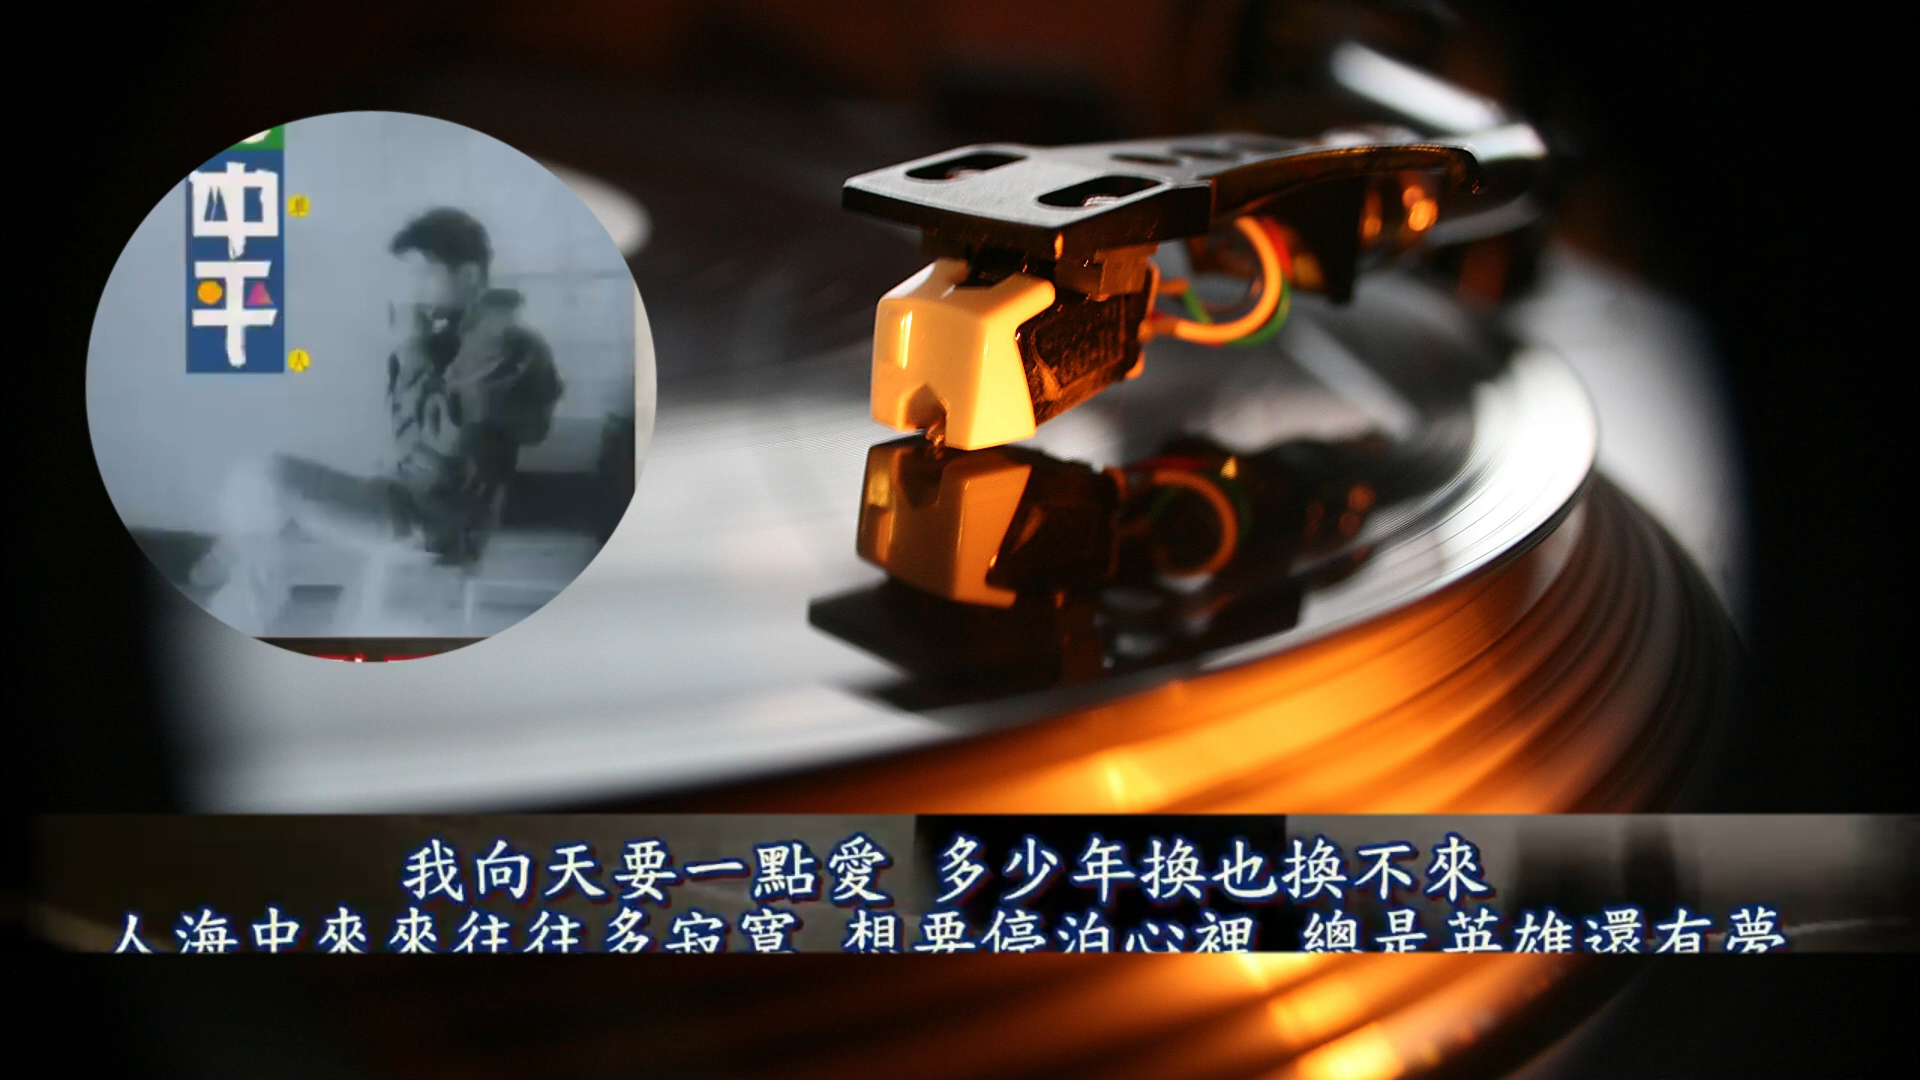 中平
我向天要一點愛 多少年換也換不來
人海中來來往往多寂寞 想要停泊心裡 總是英雄還有夢